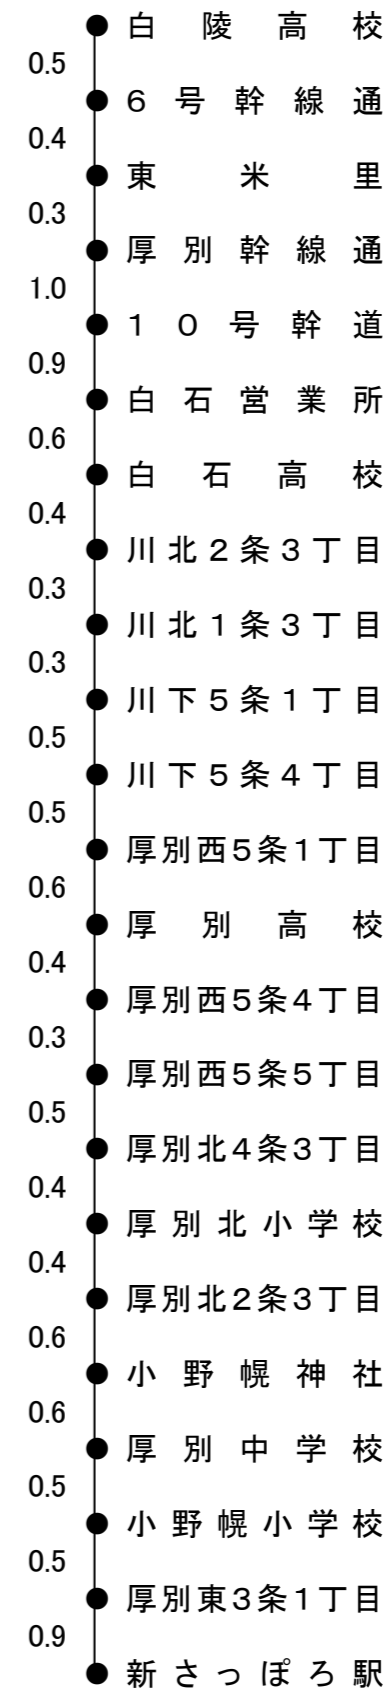 白陵高校
0.5
6号幹線通
0.4
東米里
0.3
厚別幹線通
1.0
10号幹道
0.9
白石営業所
0.6
白石高校
0.4
川北2条3丁目
0.3
川北1条3丁目
0.3
川下5条1丁目
0.5
川下5条4丁目
0.5
厚別西5条1丁目
0.6
厚別高校
0.4
厚別西5条4丁目
0.3
厚別西5条5丁目
0.5
厚別北4条3丁目
0.4
厚別北小学校
0.4
厚別北2条3丁目
0.6
小野幌神社
0.6
厚別中学校
0.5
小野幌小学校
0.5
厚別東3条1丁目
0.9
新さっぽろ駅